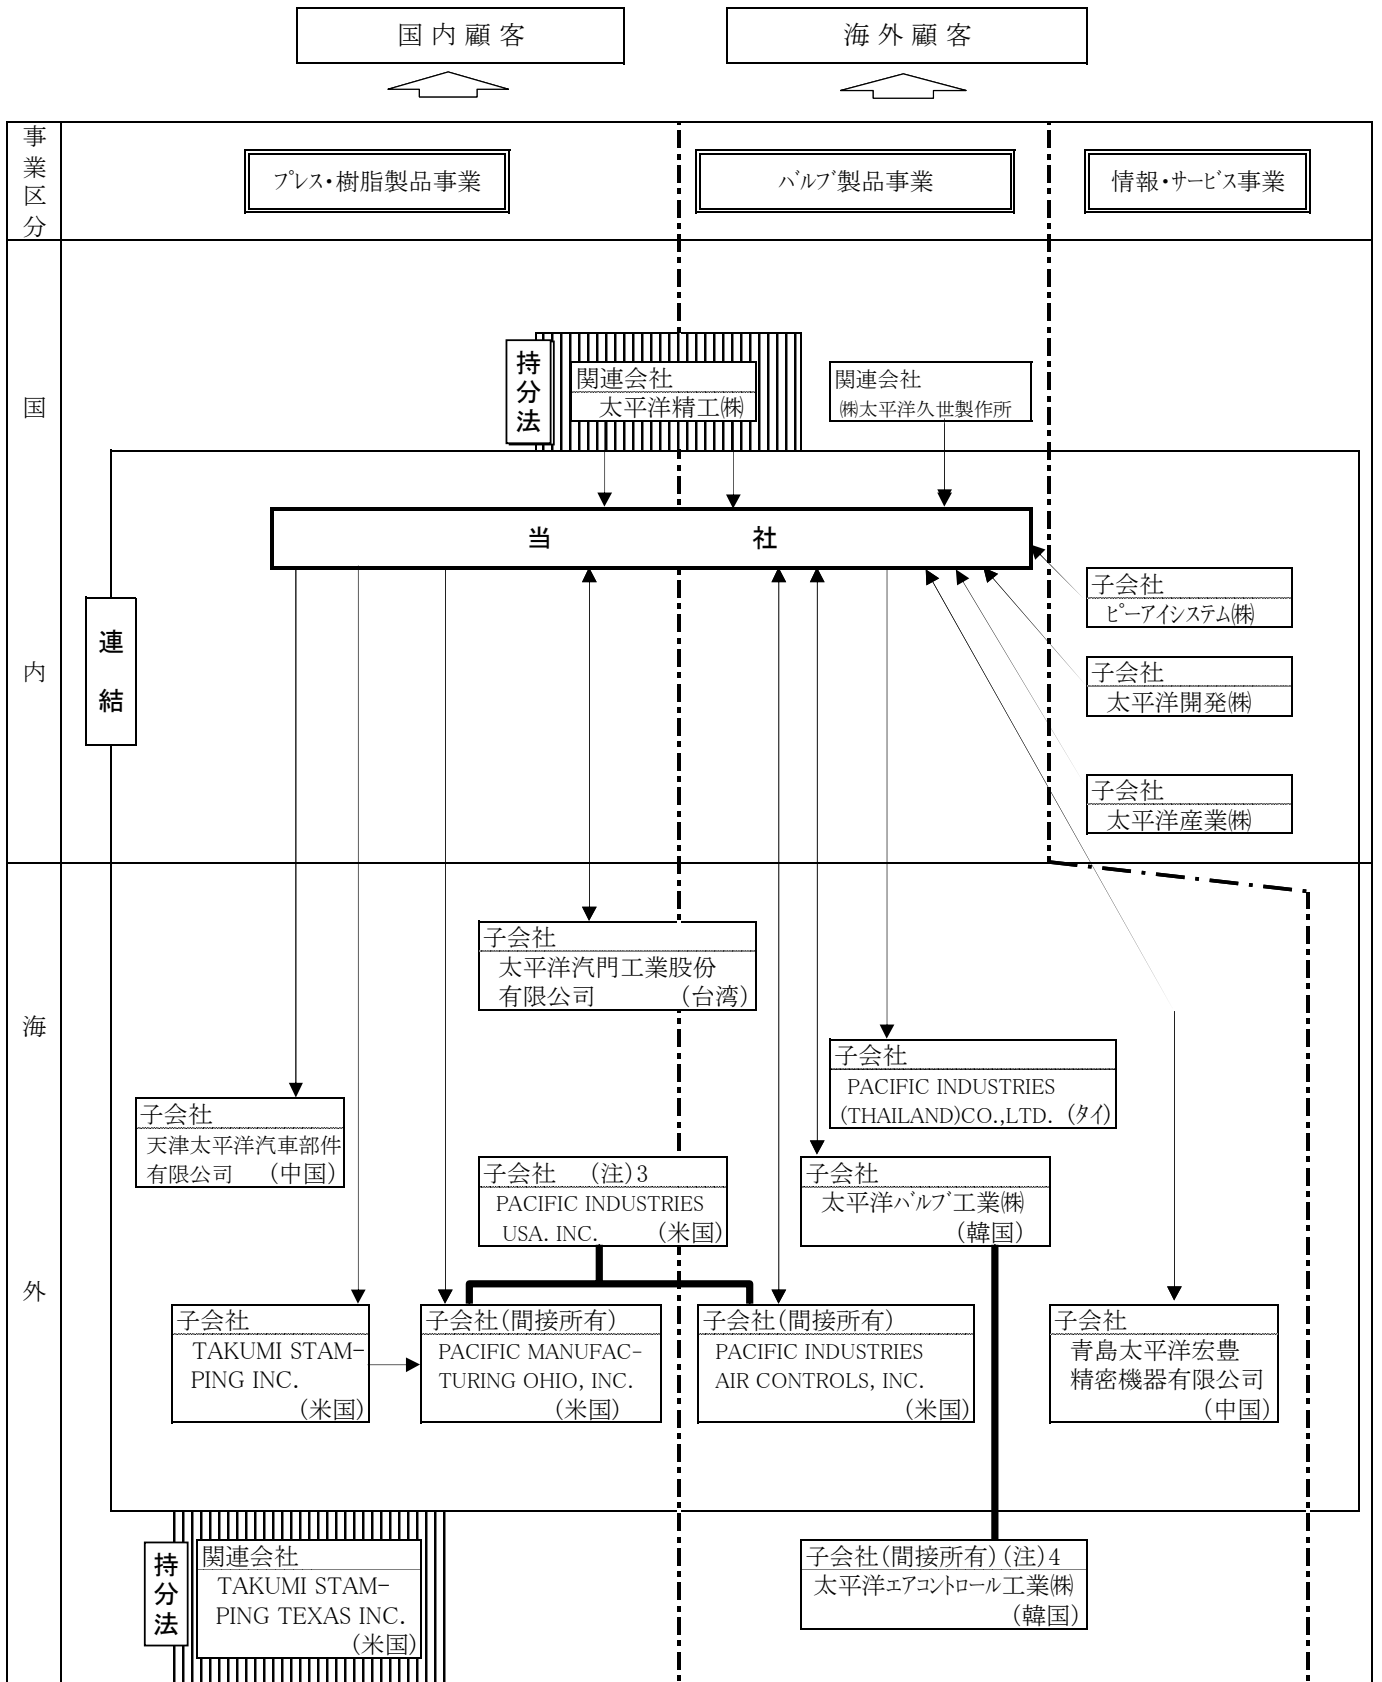 国内顧客
海外顧客
事業区分
プレス・樹脂製品事業
バルブ製品事業
情報・サービス事業
国内
持分法
関連会社
太平洋精工㈱
関連会社
㈱太平洋久世製作所
当社
連結
子会社
ピーアイシステム㈱
子会社
太平洋開発㈱
子会社
太平洋産業㈱
海外
子会社
太平洋汽門工業股份
有限公司 (台湾)
子会社
PACIFIC INDUSTRIES
(THAILAND)CO.,LTD. (タイ)
子会社
天津太平洋汽車部件
有限公司 (中国)
子会社 (注)3
PACIFIC INDUSTRIES
USA. INC. (米国)
子会社
太平洋バルブ工業㈱
(韓国)
子会社
TAKUMI STAM-
PING INC.
(米国)
子会社(間接所有)
PACIFIC MANUFAC-
TURING OHIO, INC.
(米国)
子会社(間接所有)
PACIFIC INDUSTRIES
AIR CONTROLS, INC.
(米国)
子会社
青島太平洋宏豊
精密機器有限公司
(中国)
持分法
関連会社
TAKUMI STAM-
PING TEXAS INC.
(米国)
子会社(間接所有)(注)4
太平洋エアコントロール工業㈱
(韓国)